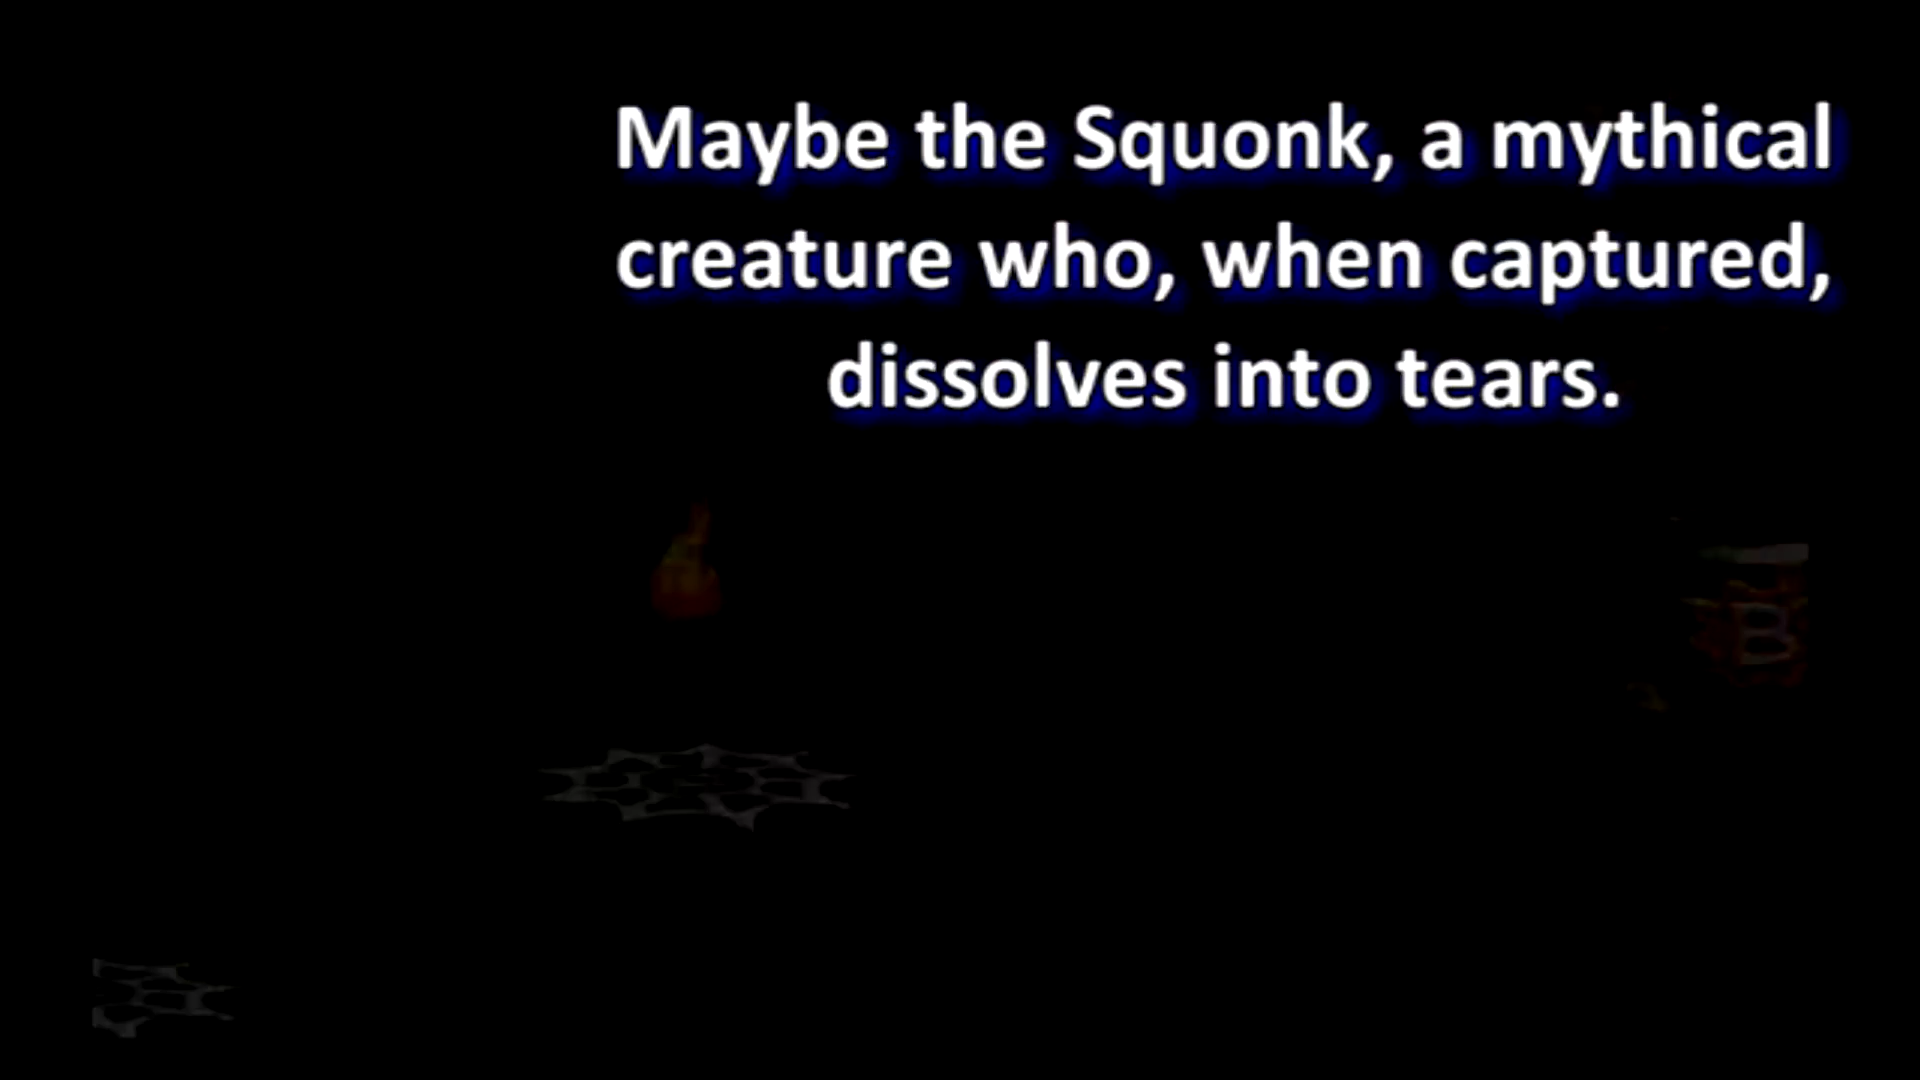 Maybe the Squonk, a mythical
creature who, when captured,
dissolves into tears.
B